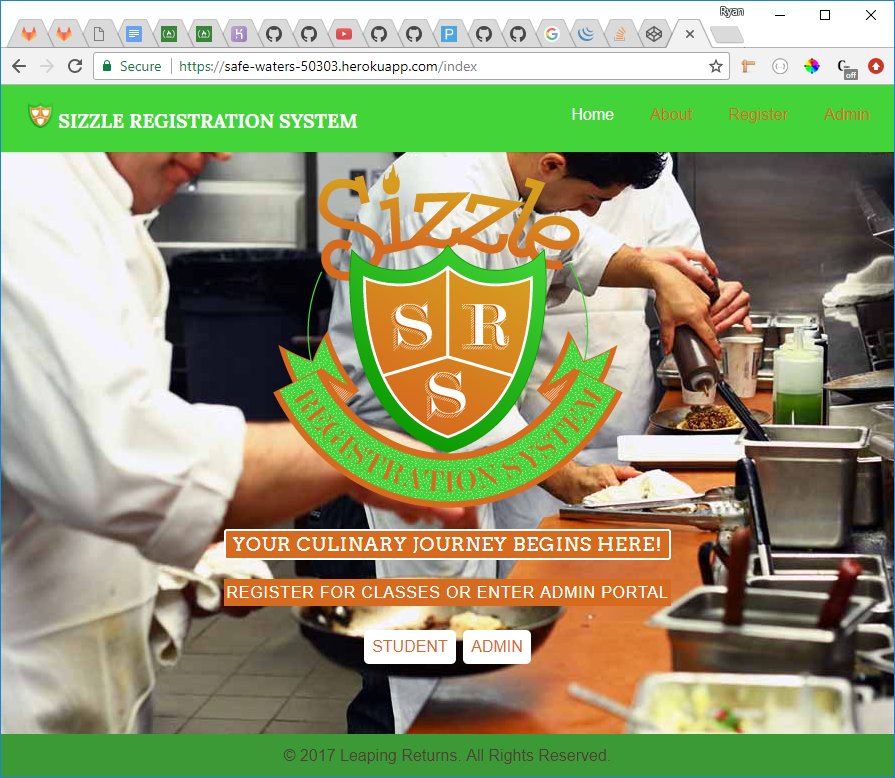 Ryan
Secure
https://safe-waters-50303.herokuapp.com/index
off
SIZZLE REGISTRATION SYSTEM
Home About Register Admin
Sizzle
S R
S
REGISTRATION SYSTEM
YOUR CULINARY JOURNEY BEGINS HERE!
REGISTER FOR CLASSES OR ENTER ADMIN PORTAL
STUDENT ADMIN
© 2017 Leaping Returns. All Rights Reserved.